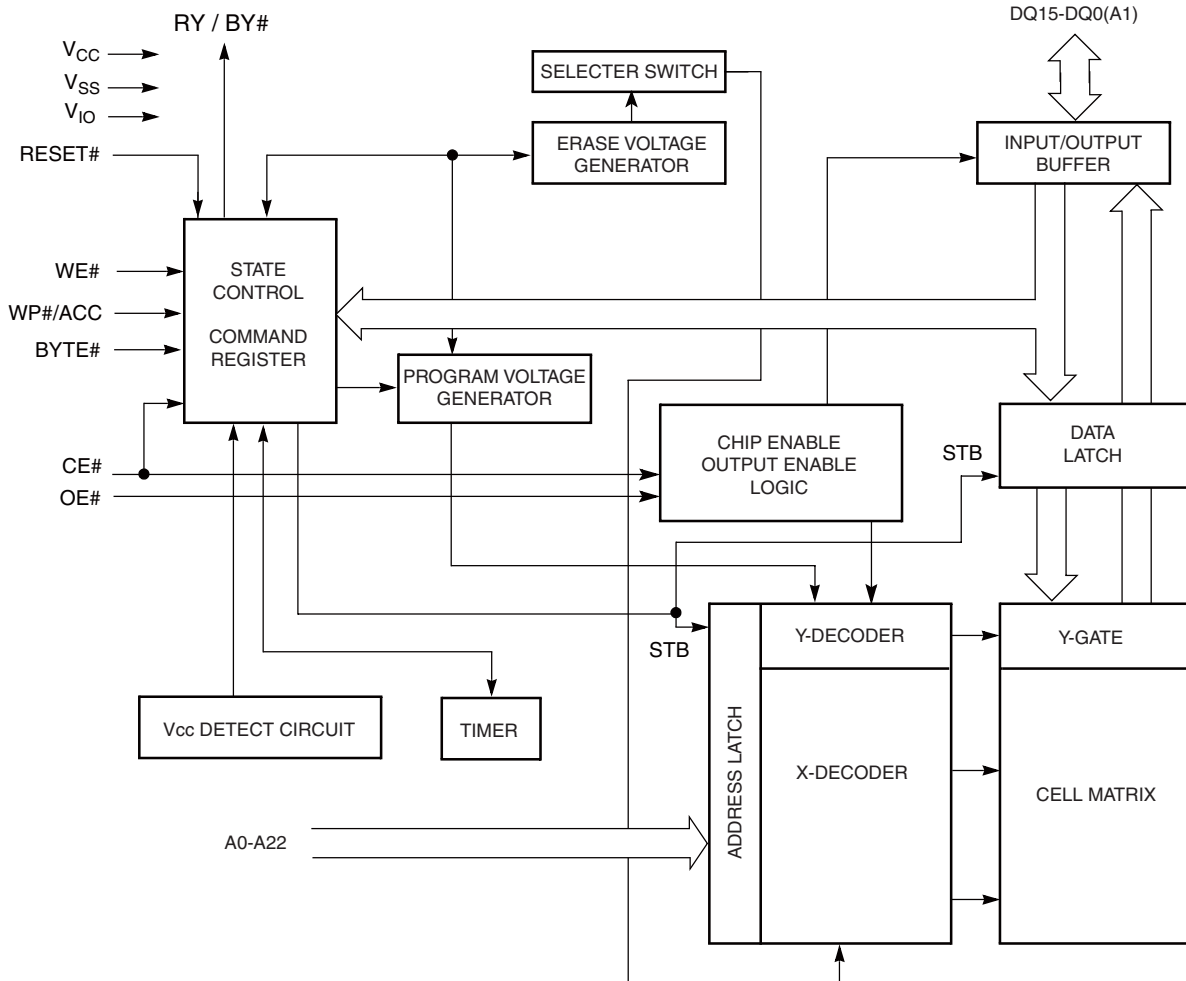 RY / BY#
DQ15-DQ0(A1)
VCC
VSS
VIO
RESET#
SELECTER SWITCH
ERASE VOLTAGE
GENERATOR
INPUT/OUTPUT
BUFFER
WE#
WP#/ACC
BYTE#
STATE
CONTROL
COMMAND
REGISTER
PROGRAM VOLTAGE
GENERATOR
CE#
OE#
CHIP ENABLE
OUTPUT ENABLE
LOGIC
STB
DATA
LATCH
STB
ADDRESS LATCH
Y-DECODER
Y-GATE
Vcc DETECT CIRCUIT
TIMER
X-DECODER
CELL MATRIX
A0-A22